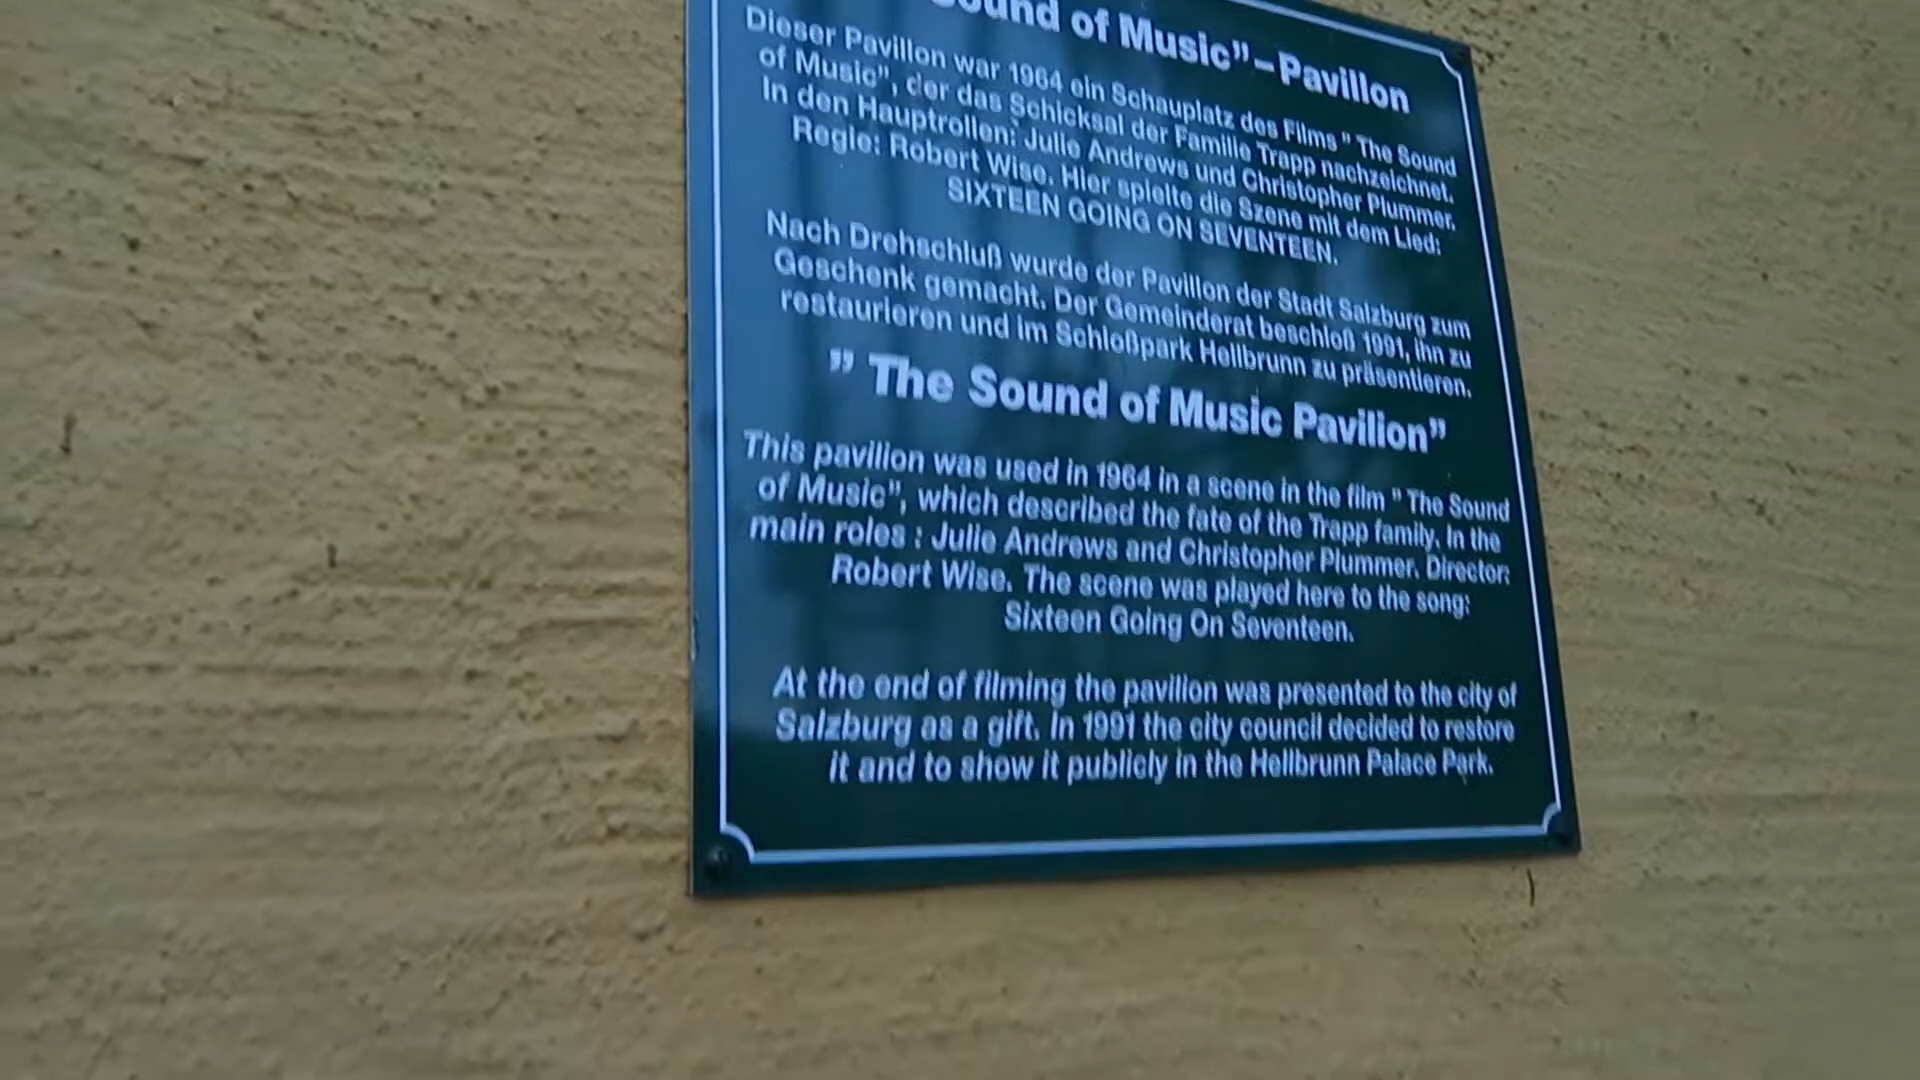 Sound of Music”–Pavillon
Dieser Pavillon war 1964 ein Schauplatz des Films ” The Sound
of Music”, der das Schicksal der Familie Trapp nachzeichnet.
In den Hauptrollen: Julie Andrews und Christopher Plummer.
Regie: Robert Wise. Hier spielte die Szene mit dem Lied:
SIXTEEN GOING ON SEVENTEEN.
Nach Drehschluß wurde der Pavillon der Stadt Salzburg zum
Geschenk gemacht. Der Gemeinderat beschloß 1991, ihn zu
restaurieren und im Schloßpark Hellbrunn zu präsentieren.
” The Sound of Music Pavilion”
This pavilion was used in 1964 in a scene in the film ” The Sound
of Music”, which described the fate of the Trapp family. In the
main roles : Julie Andrews and Christopher Plummer. Director:
Robert Wise. The scene was played here to the song:
Sixteen Going On Seventeen.
At the end of filming the pavilion was presented to the city of
Salzburg as a gift. In 1991 the city council decided to restore
it and to show it publicly in the Hellbrunn Palace Park.